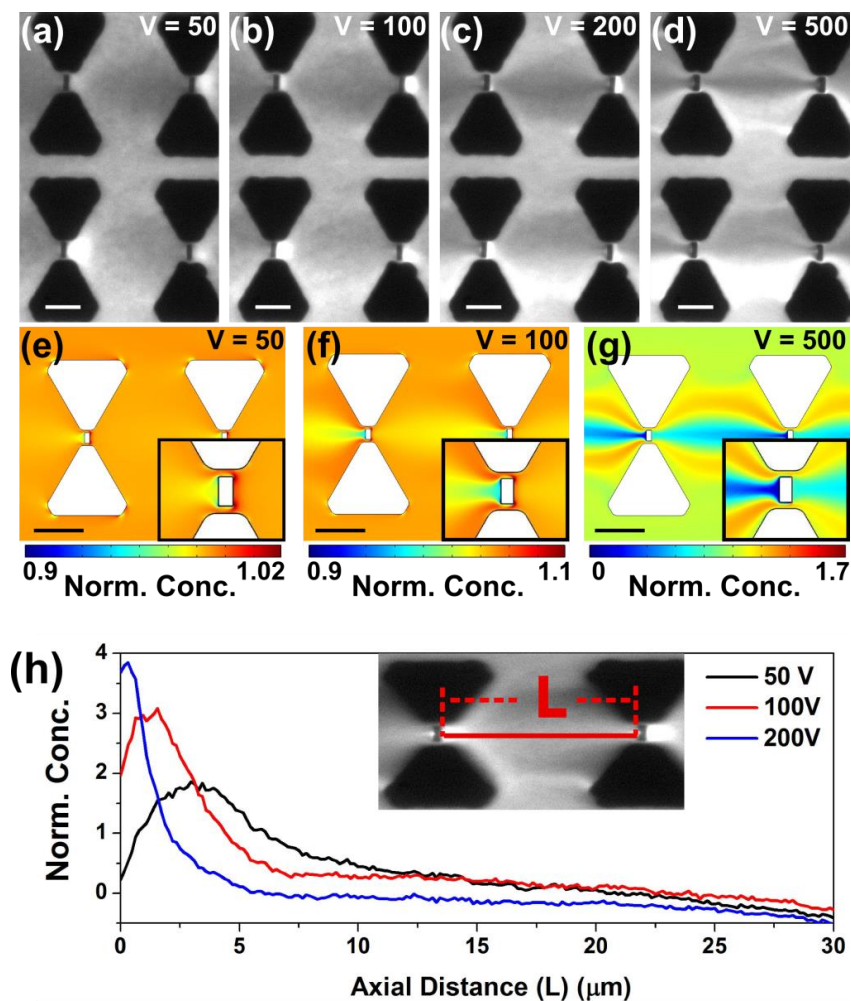 (a) V = 50
(b) V = 100
(c) V = 200
(d) V = 500
(e) V = 50
(f) V = 100
(g) V = 500
0.9 1.02
Norm. Conc.
0.9 1.1
Norm. Conc.
0 1.7
Norm. Conc.
(h)
Norm. Conc.
4
3
2
1
0
L
50 V
100V
200V
0 5 10 15 20 25 30
Axial Distance (L) (μm)